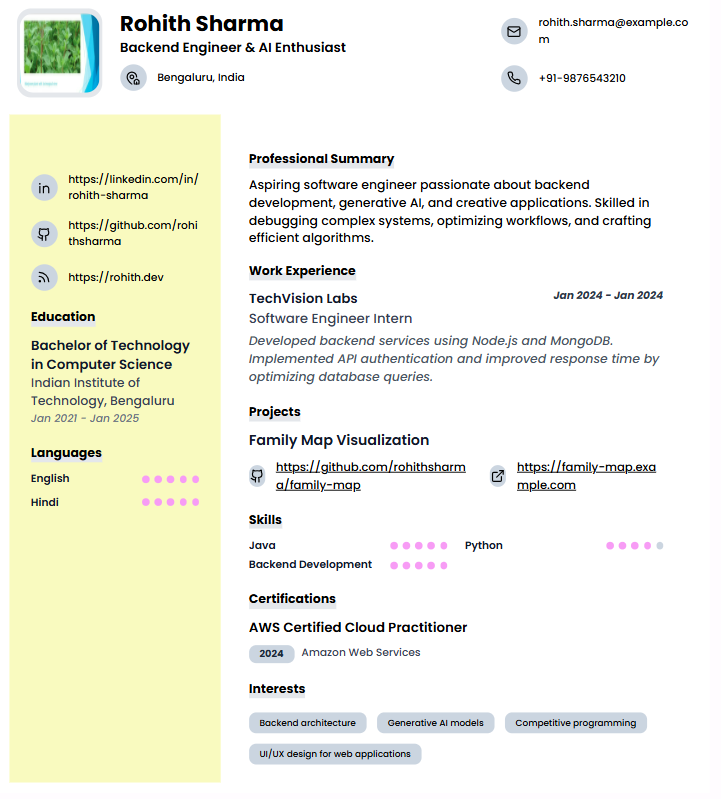 Rohith Sharma
Backend Engineer & AI Enthusiast
Bengaluru, India
rohith.sharma@example.co
m
+91-9876543210
in
https://linkedin.com/in/
rohith-sharma
https://github.com/rohi
thsharma
https://rohith.dev
Education
Bachelor of Technology
in Computer Science
Indian Institute of
Technology, Bengaluru
Jan 2021 - Jan 2025
Languages
English
Hindi
Professional Summary
Aspiring software engineer passionate about backend
development, generative AI, and creative applications. Skilled in
debugging complex systems, optimizing workflows, and crafting
efficient algorithms.
Work Experience
TechVision Labs
Jan 2024 - Jan 2024
Software Engineer Intern
Developed backend services using Node.js and MongoDB.
Implemented API authentication and improved response time by
optimizing database queries.
Projects
Family Map Visualization
https://github.com/rohithsharm
a/family-map
https://family-map.exa
mple.com
Skills
Java
Python
Backend Development
Certifications
AWS Certified Cloud Practitioner
2024 Amazon Web Services
Interests
Backend architecture
Generative AI models
Competitive programming
UI/UX design for web applications